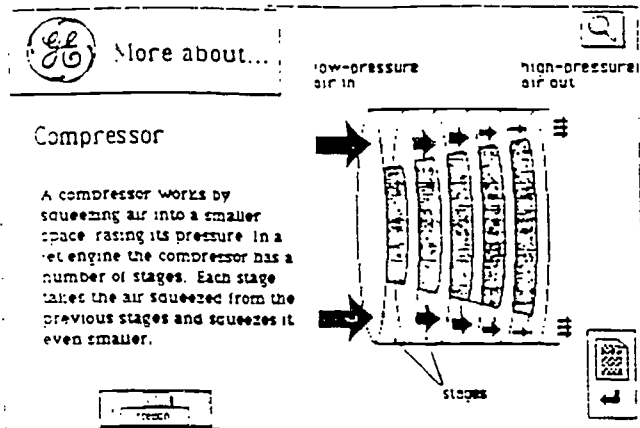 More about...
low-pressure
air in
high-pressure
air out
Compressor
A compressor works by
squeezing air into a smaller
space rasing its pressure. In a
jet engine the compressor has a
number of stages. Each stage
takes the air squeezed from the
previous stages and squeezes it
even smaller.
stages